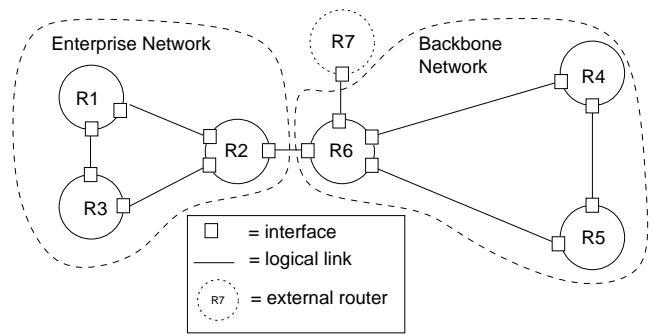 Enterprise Network
R7
Backbone
Network
R4
R1
R2
R6
R3
R5
= interface
= logical link
R7
= external router